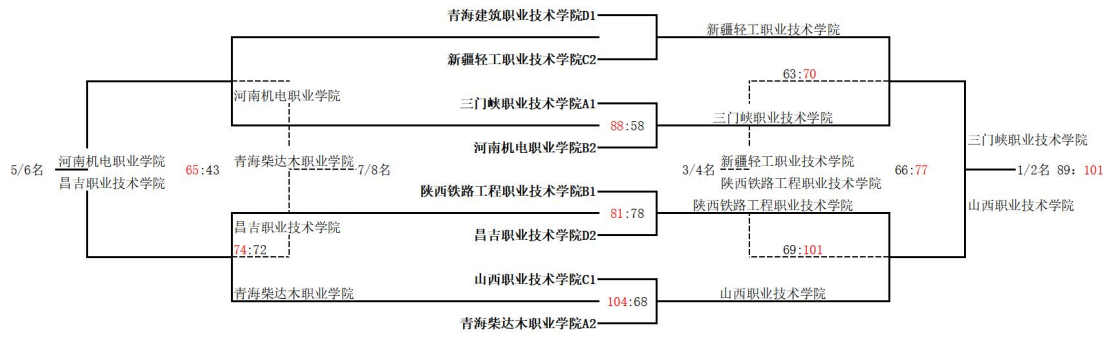 青海建筑职业技术学院D1
新疆轻工职业技术学院
新疆轻工职业技术学院C2
63:70
河南机电职业学院
三门峡职业技术学院A1
三门峡职业技术学院
88:58
三门峡职业技术学院
河南机电职业学院B2
5/6名
河南机电职业学院
昌吉职业技术学院
65:43
青海柴达木职业学院
7/8名
3/4名
新疆轻工职业技术学院
陕西铁路工程职业技术学院
66:77
1/2名 89：101
陕西铁路工程职业技术学院B1
陕西铁路工程职业技术学院
山西职业技术学院
81:78
昌吉职业技术学院
昌吉职业技术学院D2
74:72
69:101
山西职业技术学院C1
青海柴达木职业学院
104:68
山西职业技术学院
青海柴达木职业学院A2